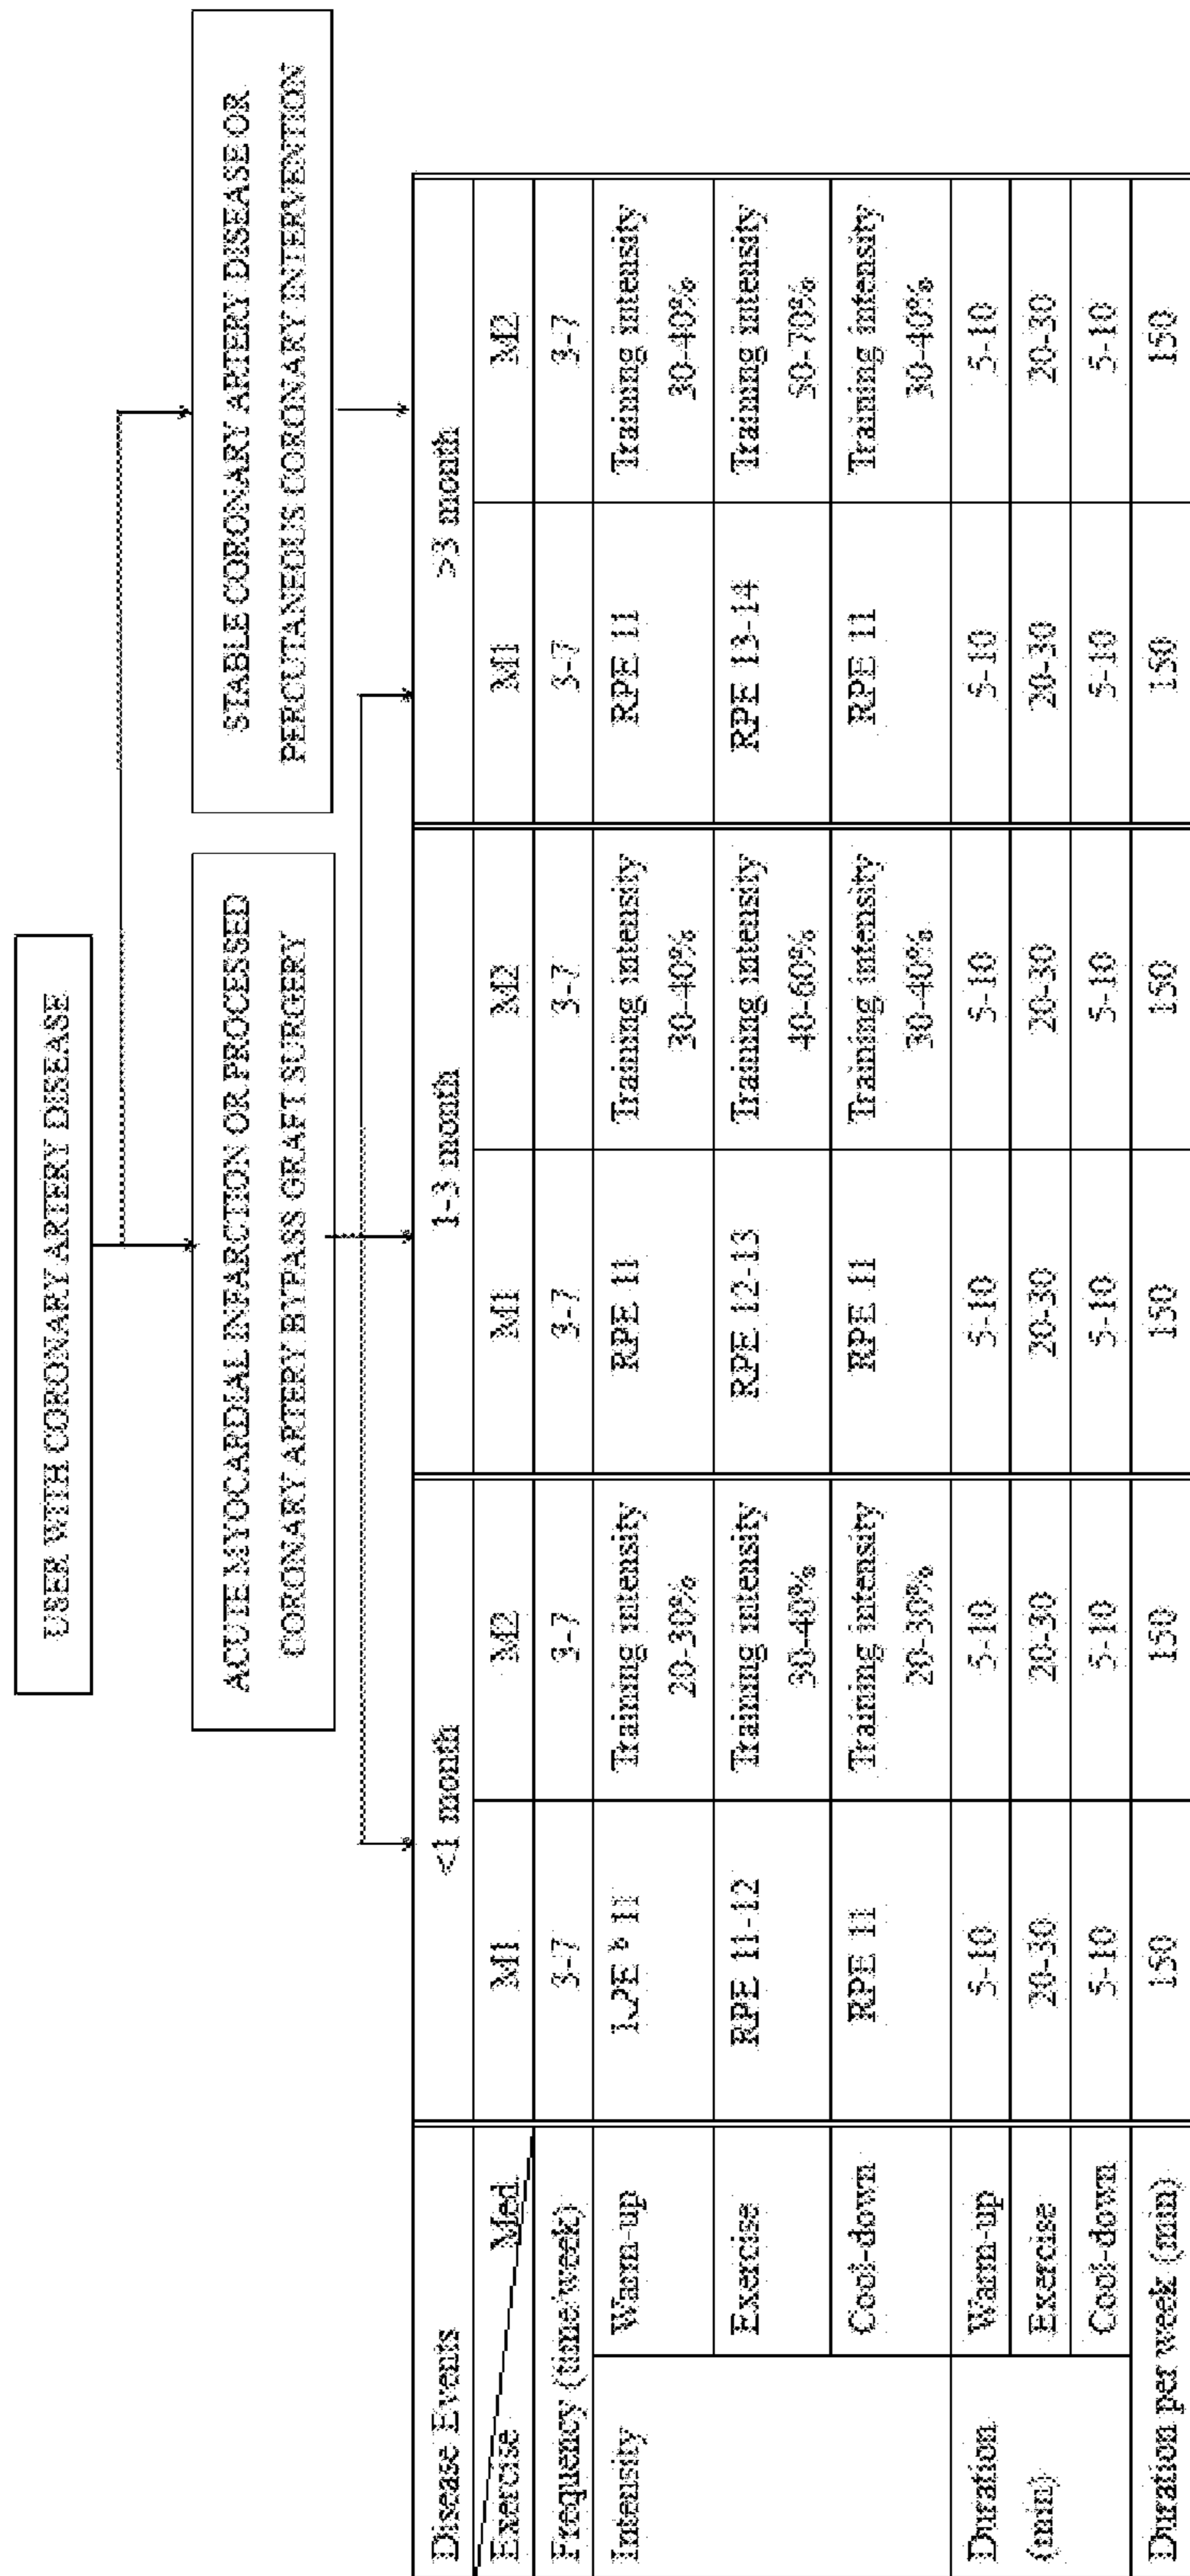 USER WITH CORONARY ARTERY DISEASE
ACUTE MYOCARDIAL INFARCTION OR PROCESSED
CORONARY ARTERY BYPASS GRAFT SURGERY
STABLE CORONARY ARTERY DISEASE OR
PERCUTANEOUS CORONARY INTERVENTION
Disease Events <1 month 1-3 month >3 month
Exercise Med. M1 M2 M1 M2 M1 M2
Frequency (time/week) 3-7 3-7 3-7 3-7 3-7 3-7
Intensity Warm-up 11 Training intensity RPE 11 Training intensity RPE 11 Training intensity
20-30% 30-40% 30-40%
Exercise RPE 11-12 Training intensity RPE 12-13 Training intensity RPE 13-14 Training intensity
30-40% 40-60% 50-70%
Cool-down RPE 11 Training intensity RPE 11 Training intensity RPE 11 Training intensity
20-30% 30-40% 30-40%
Duration Warm-up 5-10 5-10 5-10 5-10 5-10 5-10
(min) Exercise 20-30 20-30 20-30 20-30 20-30 20-30
Cool-down 5-10 5-10 5-10 5-10 5-10 5-10
Duration per week (min) 150 150 150 150 150 150